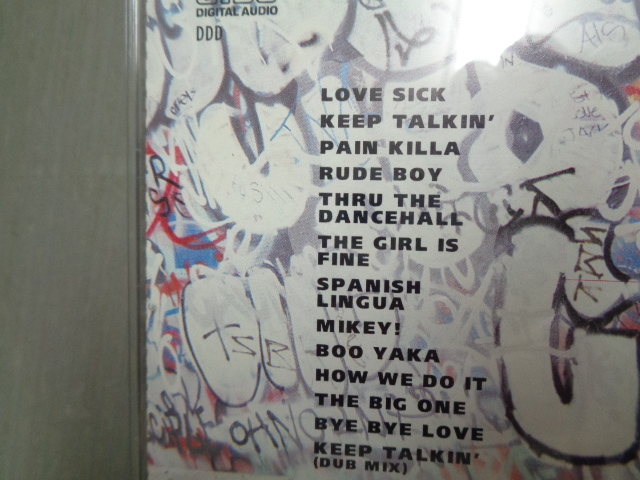 DIGITAL AUDIO
DDD
LOVE SICK
KEEP TALKIN'
PAIN KILLA
RUDE BOY
THRU THE
DANCEHALL
THE GIRL IS
FINE
SPANISH
LINGUA
MIKEY!
BOO YAKA
HOW WE DO IT
THE BIG ONE
BYE BYE LOVE
KEEP TALKIN'
(DUB MIX)